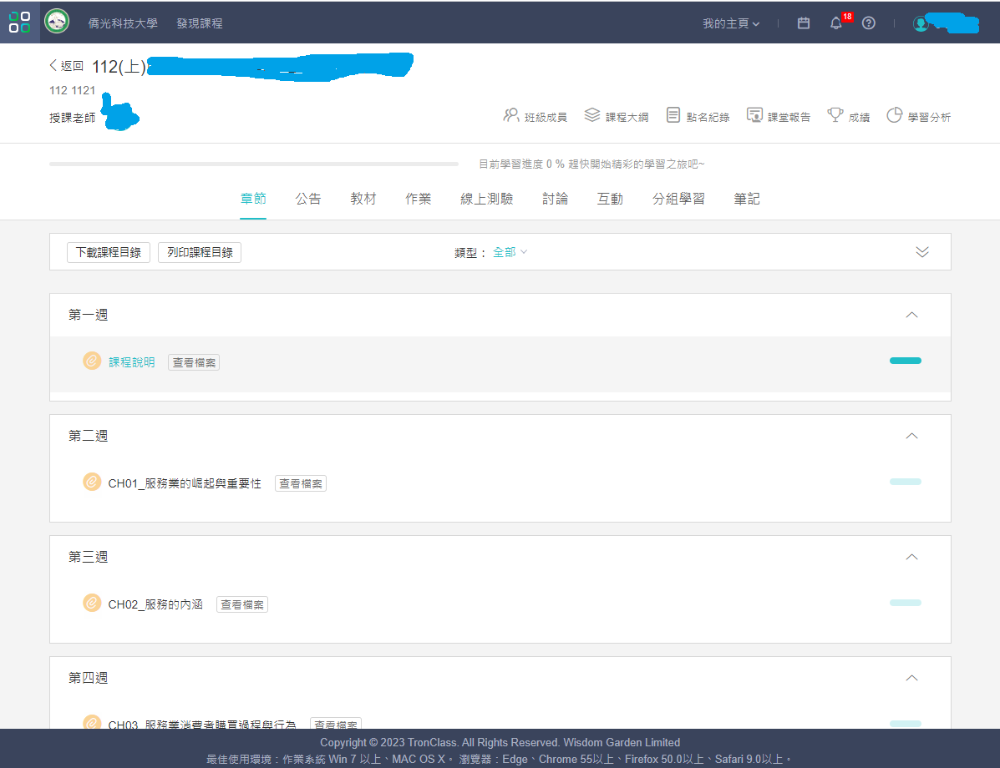 僑光科技大學 發現課程 我的主頁 18
返回 112(上)
112 1121
授課老師 班級成員 課程大綱 點名紀錄 課堂報告 成績 學習分析
目前學習進度 0 % 趕快開始精彩的學習之旅吧~
章節 公告 教材 作業 線上測驗 討論 互動 分組學習 筆記
下載課程目錄 列印課程目錄 類型： 全部
第一週
課程說明 查看檔案
第二週
CH01_服務業的崛起與重要性 查看檔案
第三週
CH02_服務的內涵 查看檔案
第四週
CH03_服務業消費者購買過程與行為 查看檔案
Copyright © 2023 TronClass. All Rights Reserved. Wisdom Garden Limited
最佳使用環境：作業系統 Win 7 以上、MAC OS X。 瀏覽器：Edge、Chrome 55以上、Firefox 50.0以上、Safari 9.0以上。